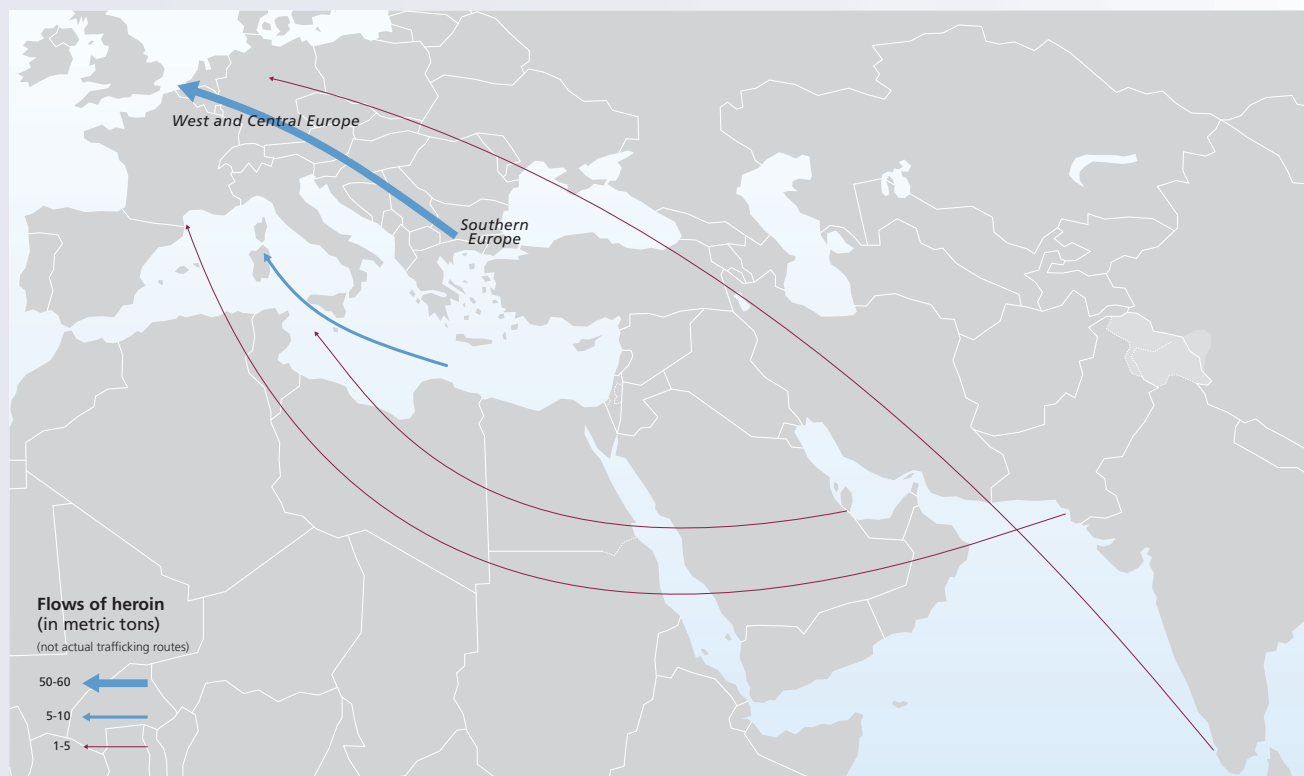 West and Central Europe
Southern
Europe
Flows of heroin
(in metric tons)
(not actual trafficking routes)
50-60
5-10
1-5